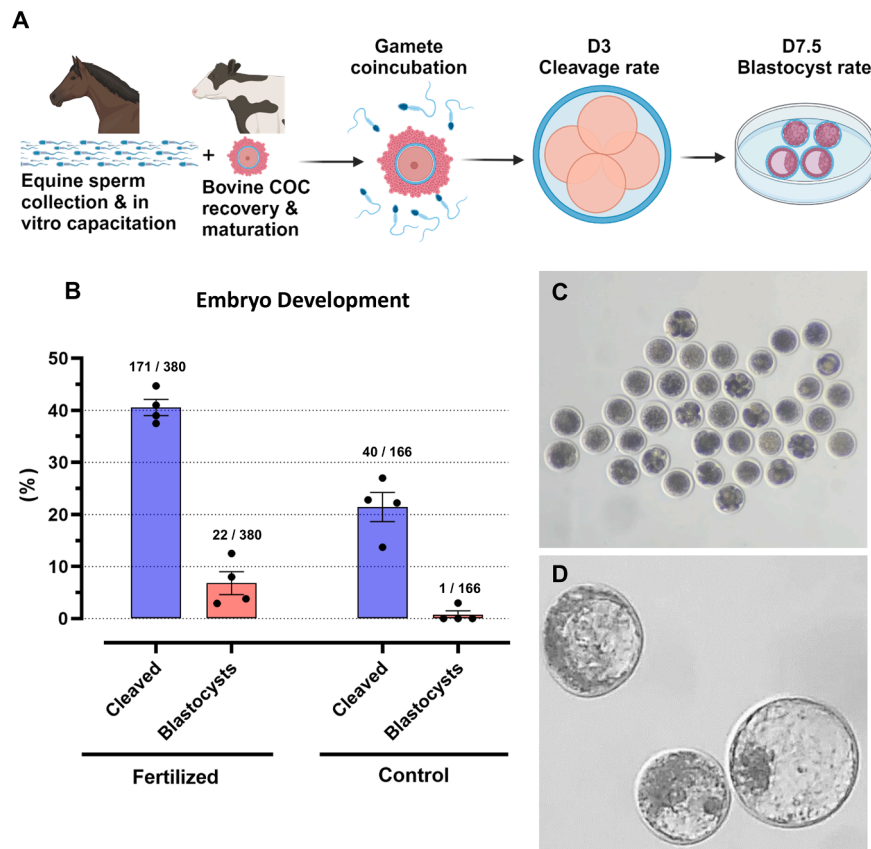 A
Gamete
coincubation
D3
Cleavage rate
D7.5
Blastocyst rate
+
Equine sperm
collection & in
vitro capacitation
Bovine COC
recovery &
maturation
B
Embryo Development
(%)
50
40
30
20
10
0
171 / 380
22 / 380
40 / 166
1 / 166
Cleaved
Blastocysts
Cleaved
Blastocysts
Fertilized
Control
C
D